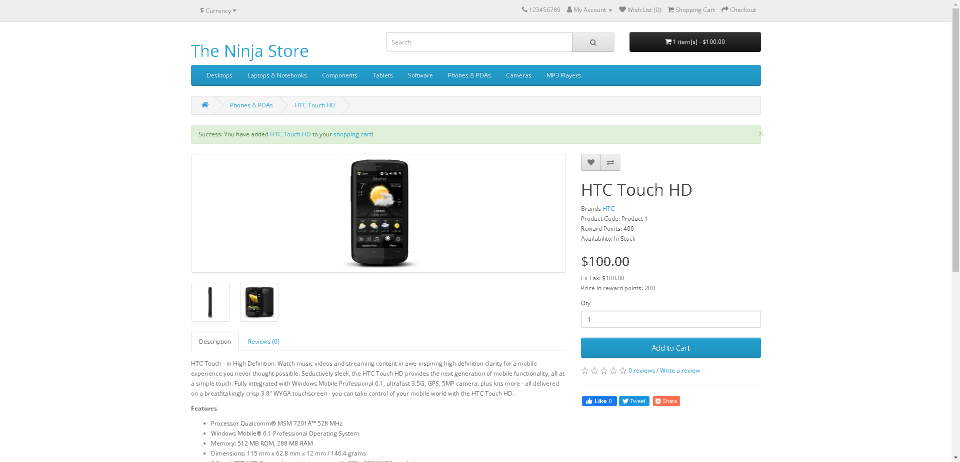 $ Currency
123456789 My Account Wish List (0) Shopping Cart Checkout
The Ninja Store
Search
1 item(s) - $100.00
Desktops Laptops & Notebooks Components Tablets Software Phones & PDAs Cameras MP3 Players
Phones & PDAs HTC Touch HD
Success: You have added HTC Touch HD to your shopping cart!
×
HTC Touch HD
Brands HTC
Product Code: Product 1
Reward Points: 400
Availability: In Stock
$100.00
Ex Tax: $100.00
Price in reward points: 200
Qty
1
Add to Cart
0 reviews / Write a review
Like 0 Tweet Share
Description Reviews (0)
HTC Touch - in High Definition. Watch music videos and streaming content in awe-inspiring high definition clarity for a mobile
experience you never thought possible. Seductively sleek, the HTC Touch HD provides the next generation of mobile functionality, all at
a simple touch. Fully integrated with Windows Mobile Professional 6.1, ultrafast 3.5G, GPS, 5MP camera, plus lots more - all delivered
on a breathtakingly crisp 3.8" WVGA touchscreen - you can take control of your mobile world with the HTC Touch HD.
Features
Processor Qualcomm® MSM 7201A™ 528 MHz
Windows Mobile® 6.1 Professional Operating System
Memory: 512 MB ROM, 288 MB RAM
Dimensions: 115 mm x 62.8 mm x 12 mm / 146.4 grams